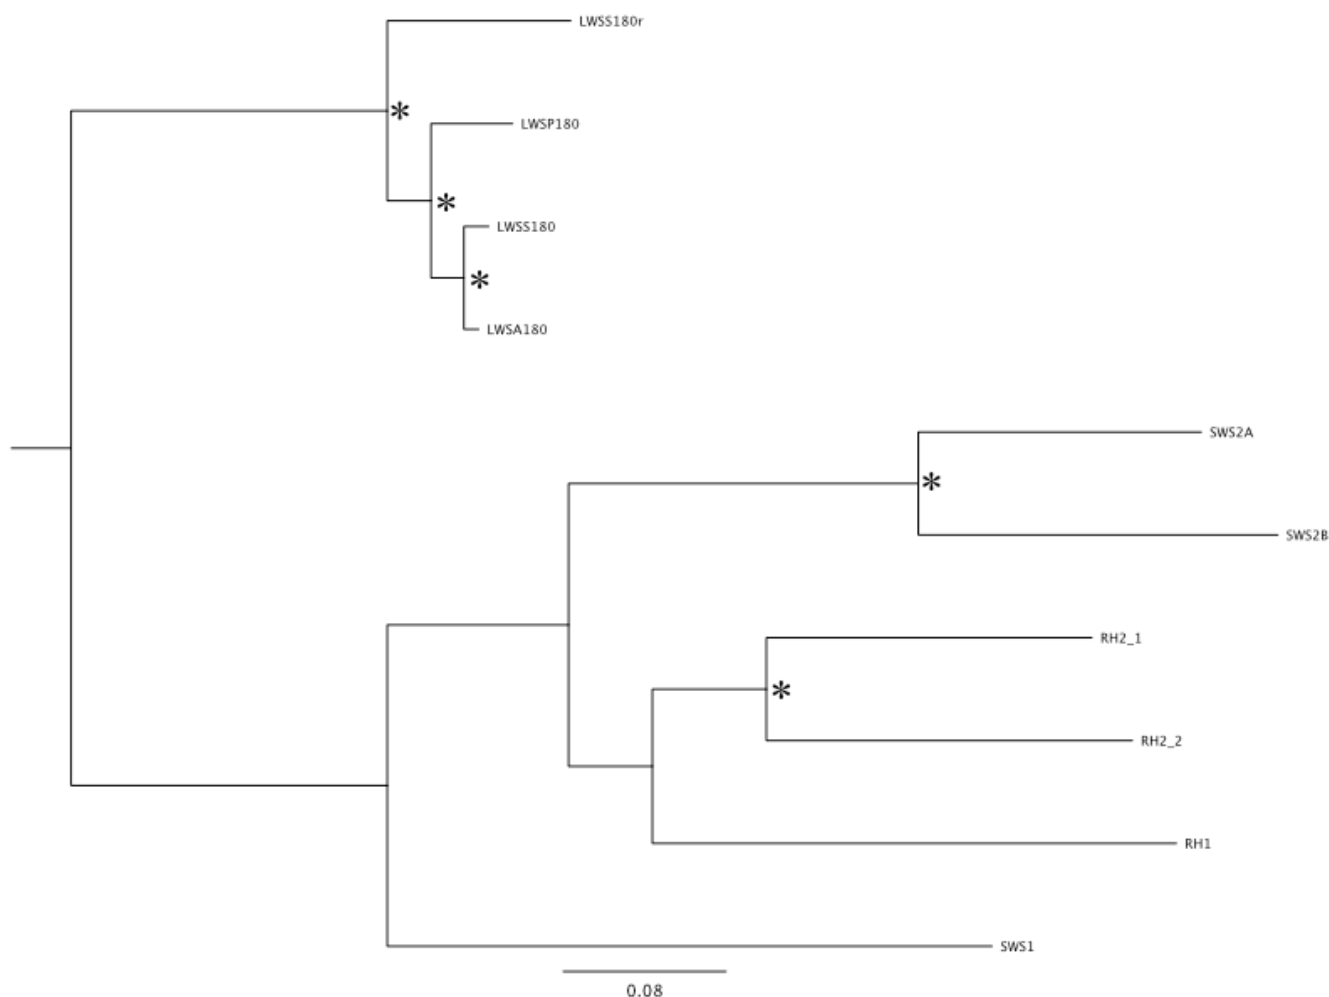 LWSS180r
*
LWSP180
*
LWSS180
*
LWSA180
SWS2A
*
SWS2B
RH2_1
*
RH2_2
RH1
SWS1
0.08